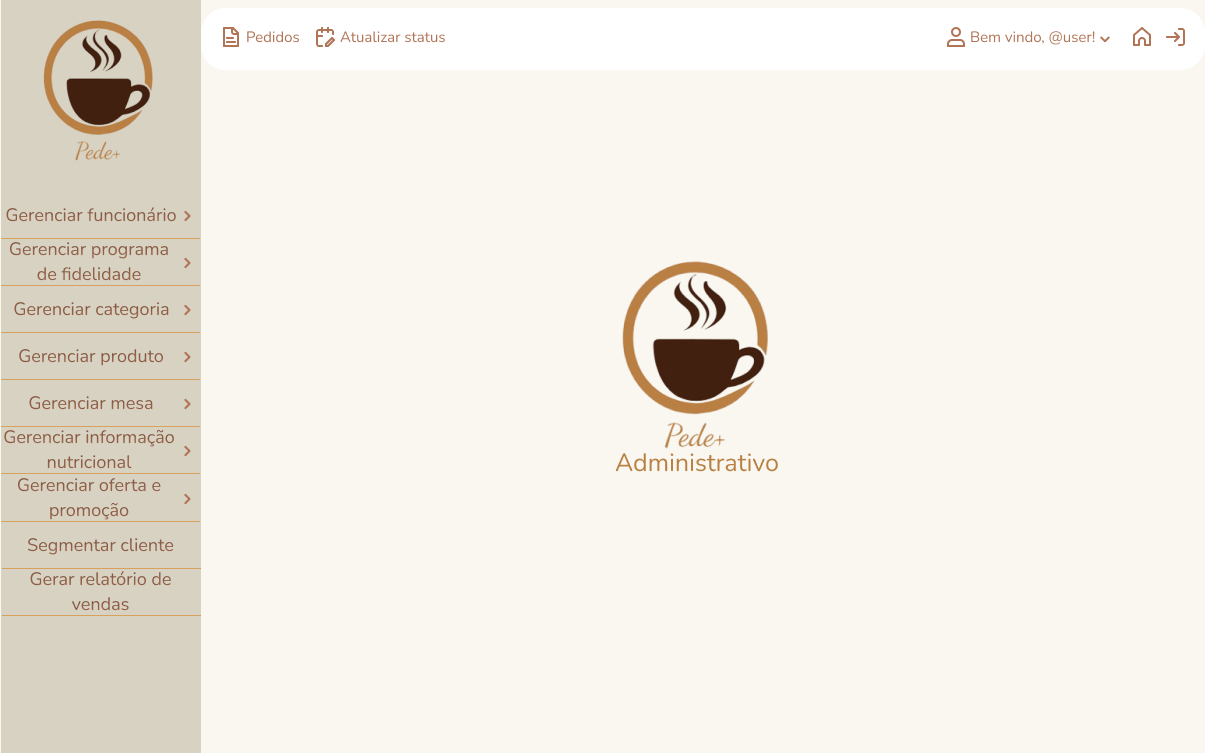 Pede+
Gerenciar funcionário
Gerenciar programa
de fidelidade
Gerenciar categoria
Gerenciar produto
Gerenciar mesa
Gerenciar informação
nutricional
Gerenciar oferta e
promoção
Segmentar cliente
Gerar relatório de
vendas
Pedidos
Atualizar status
Bem vindo, @user!
Pede+
Administrativo